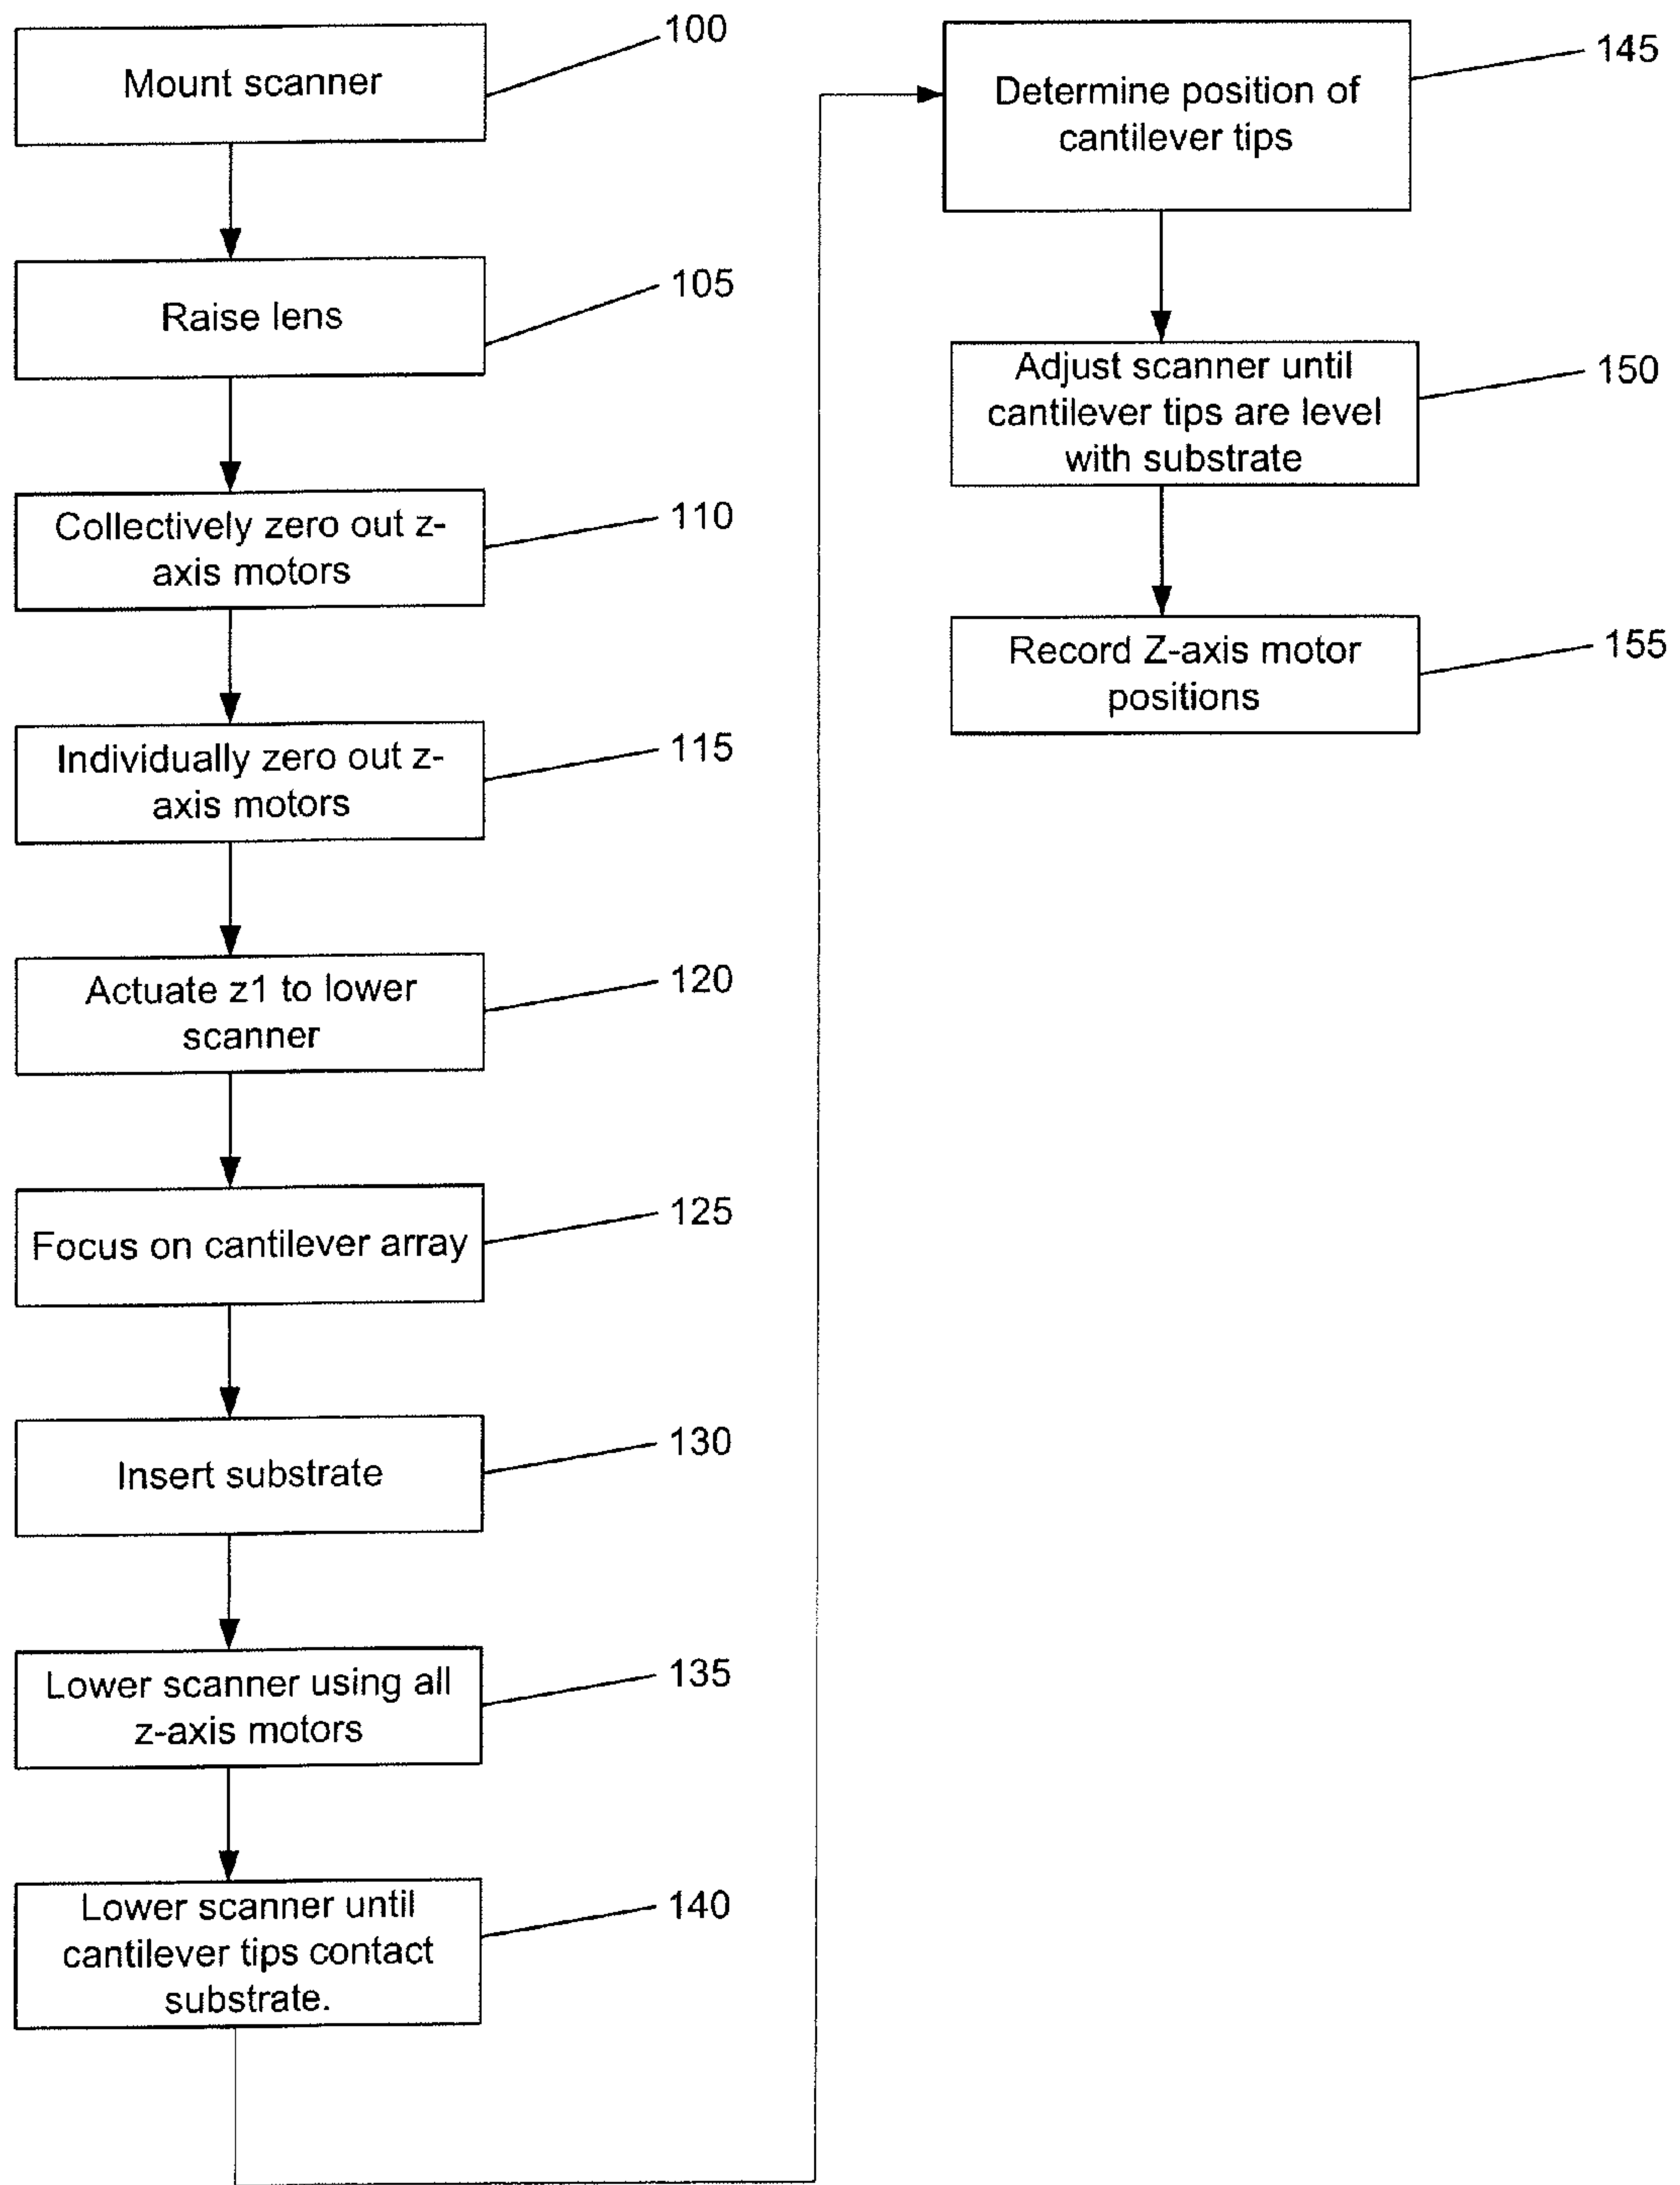 Mount scanner
100
Raise lens
105
Collectively zero out z-
axis motors
110
Individually zero out z-
axis motors
115
Actuate z1 to lower
scanner
120
Focus on cantilever array
125
Insert substrate
130
Lower scanner using all
z-axis motors
135
Lower scanner until
cantilever tips contact
substrate.
140
Determine position of
cantilever tips
145
Adjust scanner until
cantilever tips are level
with substrate
150
Record Z-axis motor
positions
155